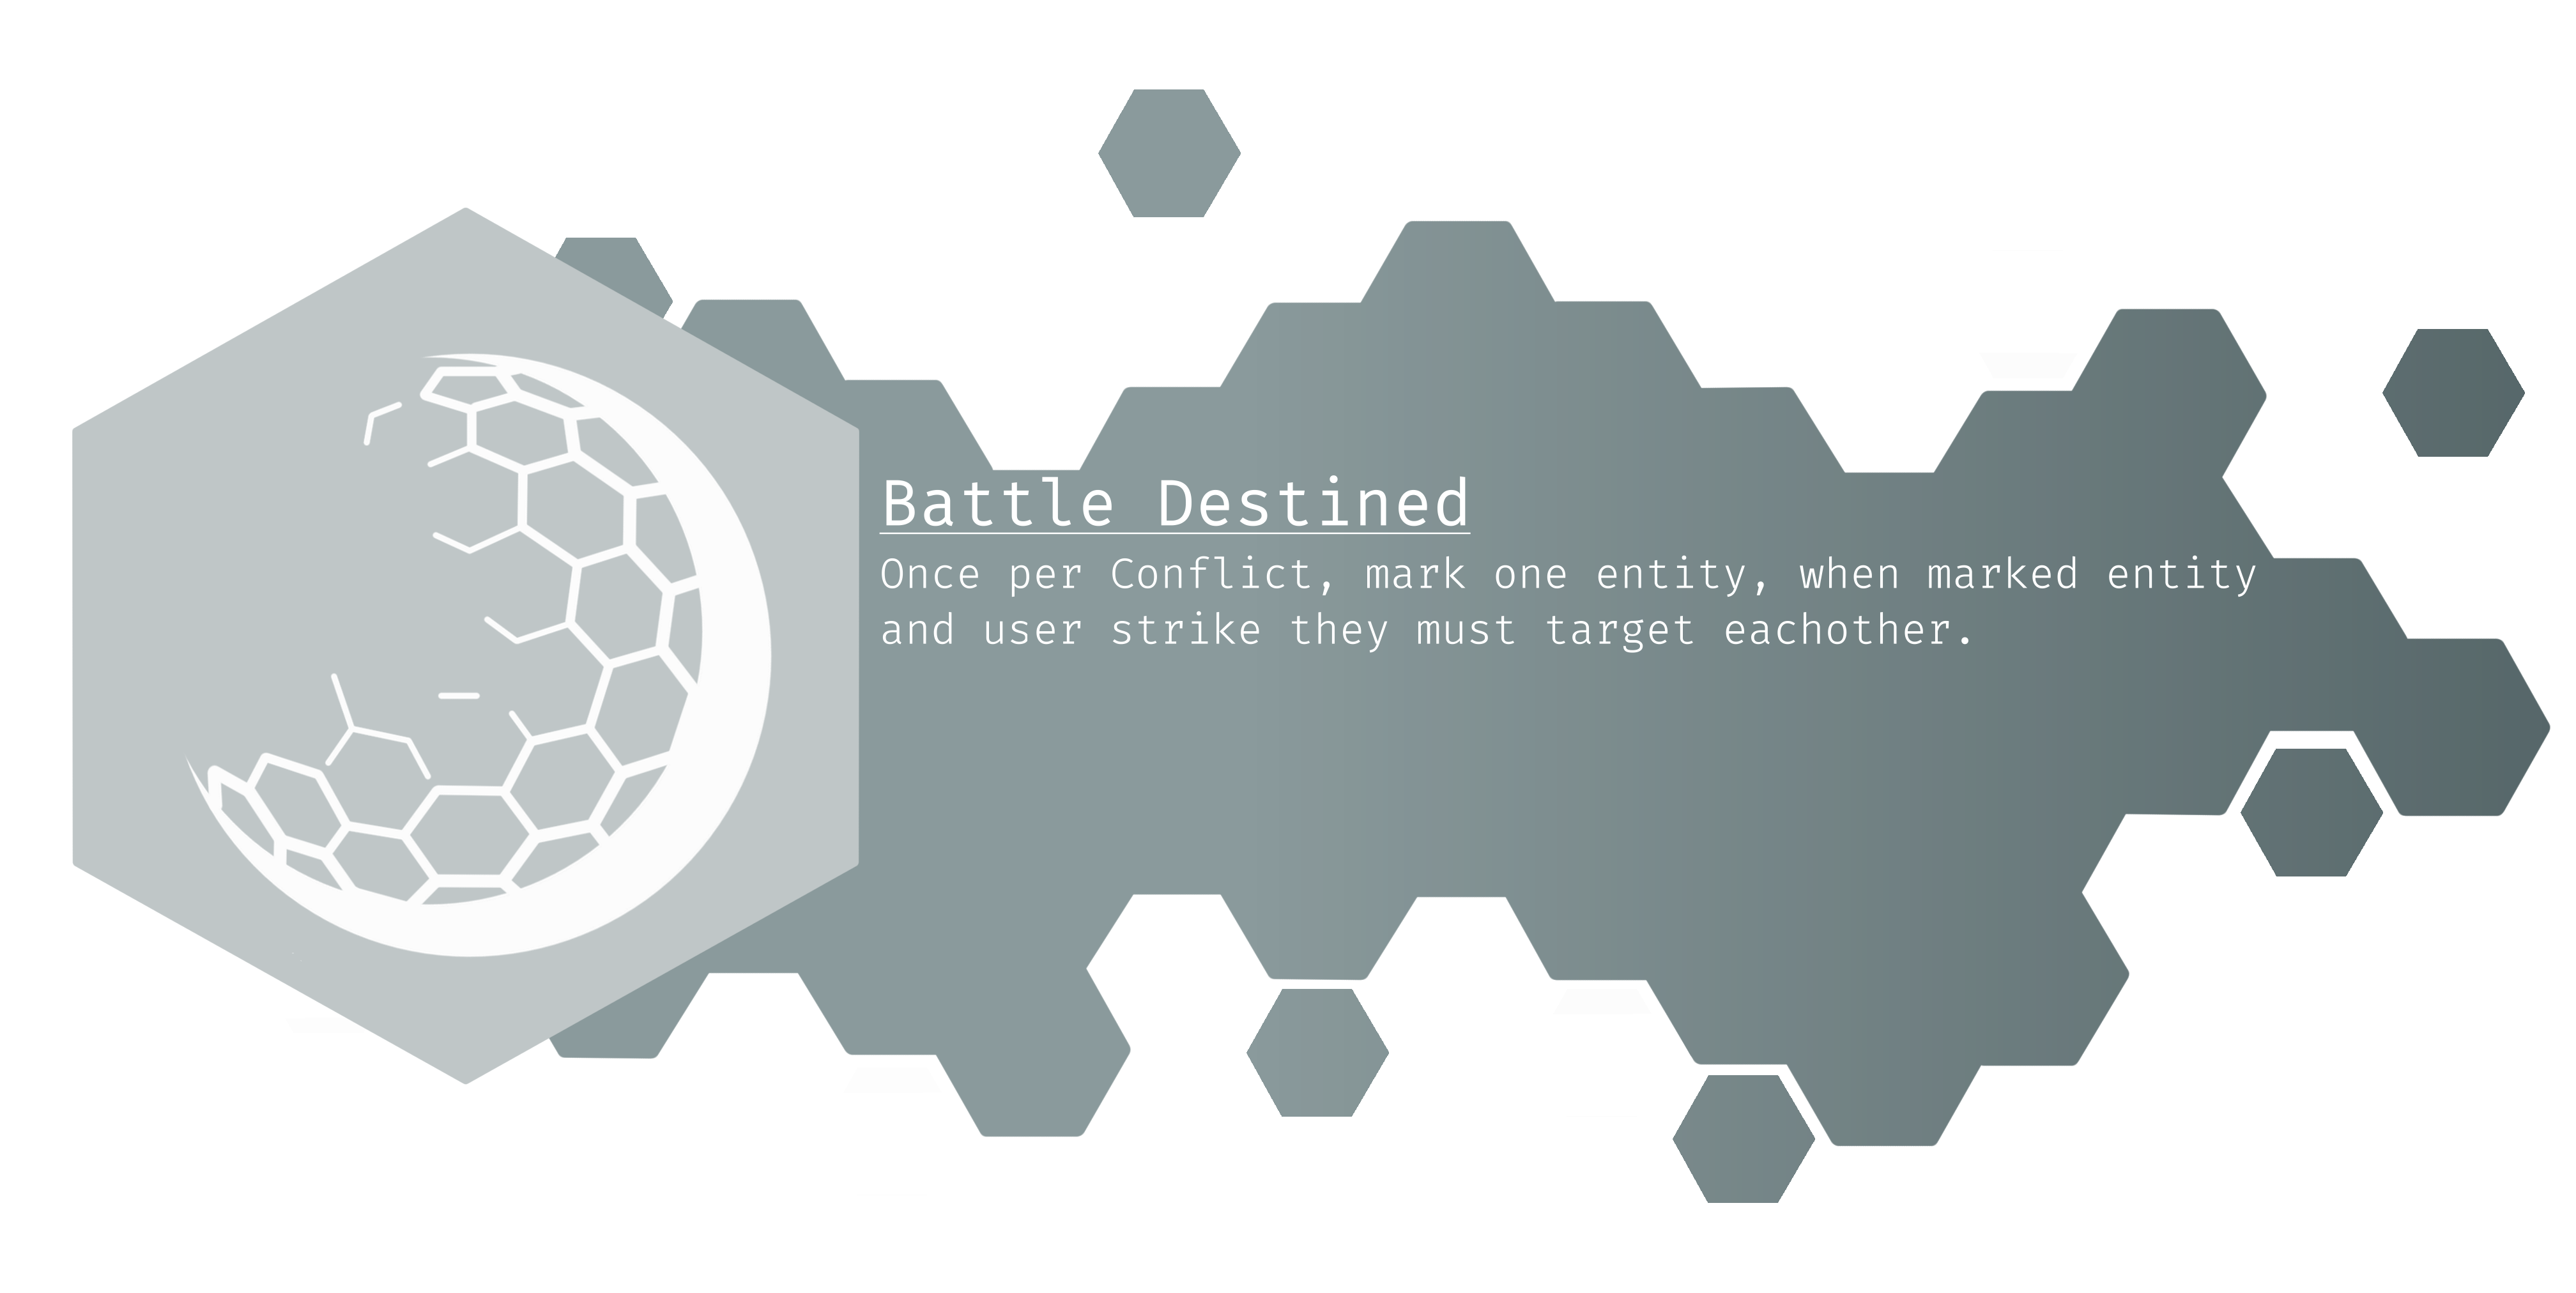 Battle Destined
Once per Conflict, mark one entity, when marked entity
and user strike they must target eachother.